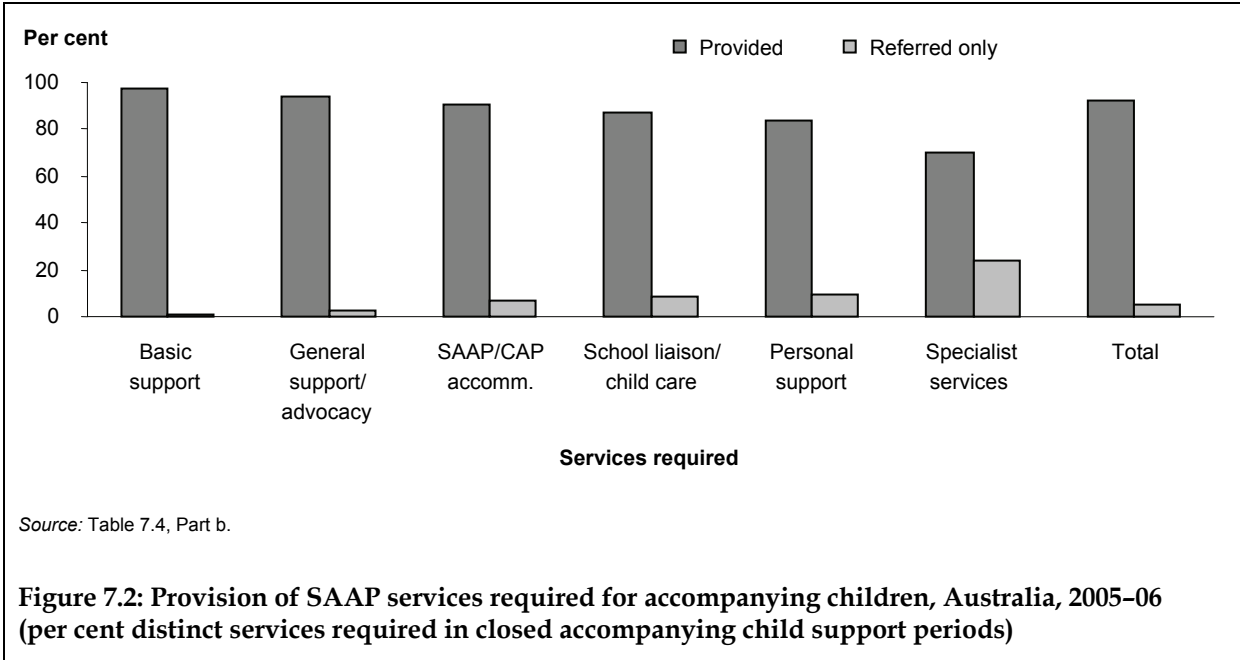 Per cent
Provided Referred only
100
80
60
40
20
0
Basic support
General support/ advocacy
SAAP/CAP accomm.
School liaison/ child care
Personal support
Specialist services
Total
Services required
Source: Table 7.4, Part b.
Figure 7.2: Provision of SAAP services required for accompanying children, Australia, 2005–06
(per cent distinct services required in closed accompanying child support periods)